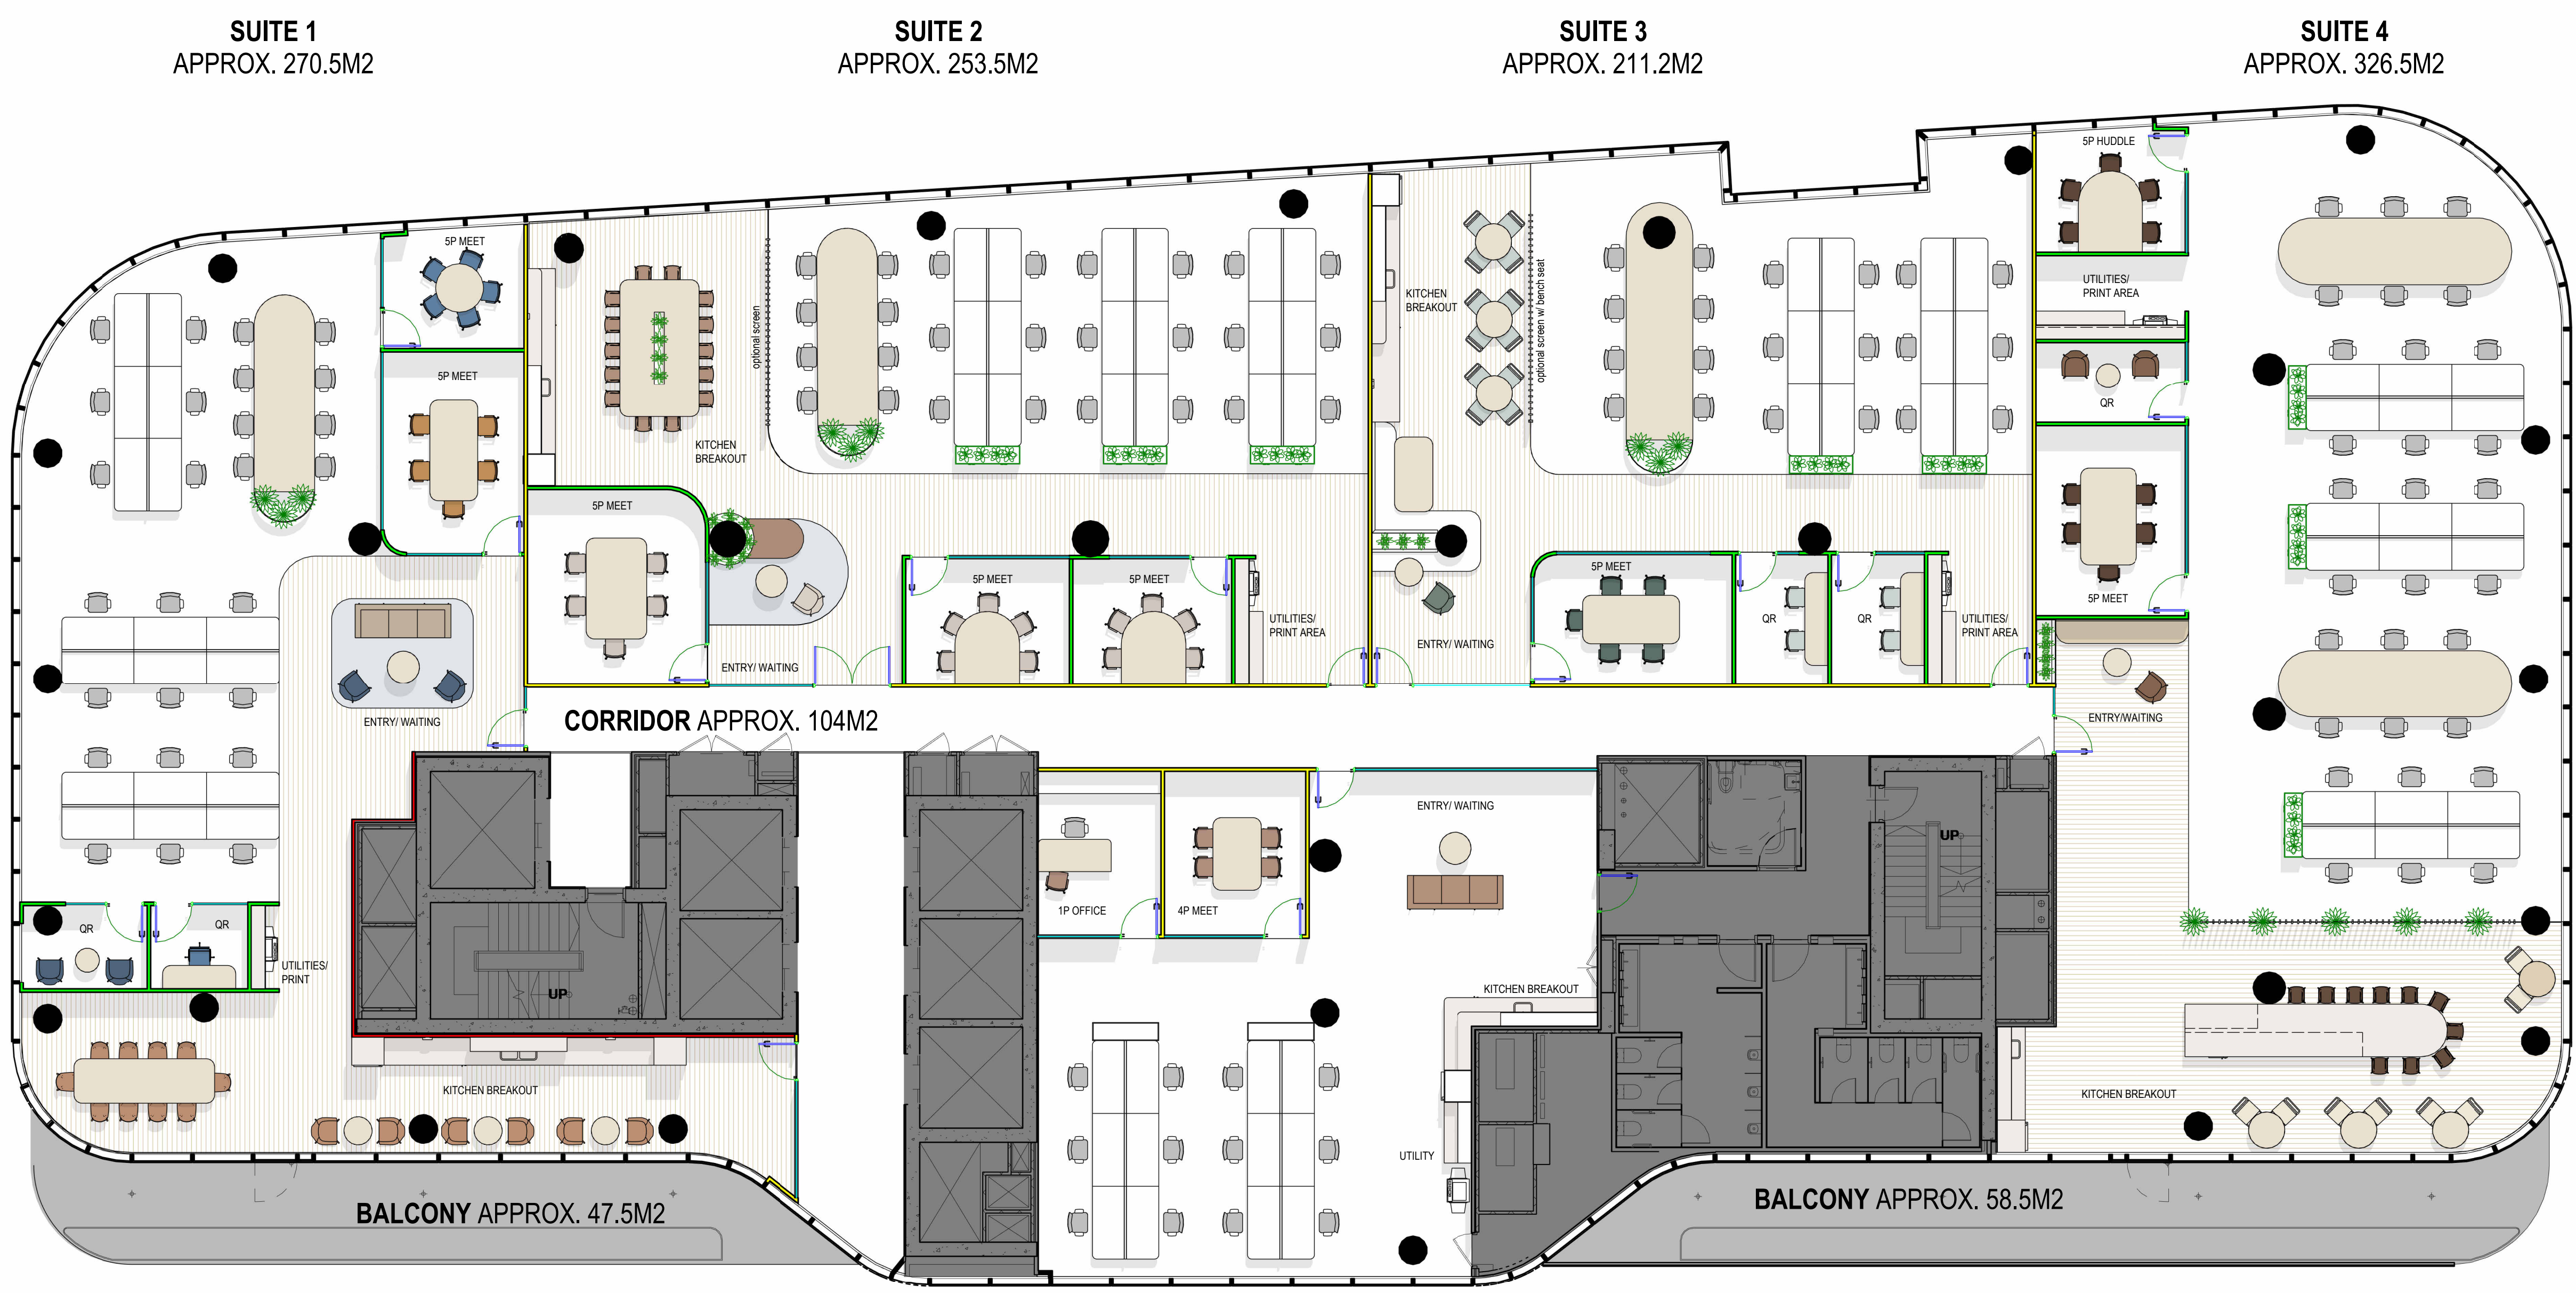 SUITE 1
APPROX. 270.5M2
SUITE 2
APPROX. 253.5M2
SUITE 3
APPROX. 211.2M2
SUITE 4
APPROX. 326.5M2
5P MEET
5P MEET
ENTRY/ WAITING
QR
QR
UTILITIES/
PRINT
KITCHEN BREAKOUT
BALCONY APPROX. 47.5M2
KITCHEN
BREAKOUT
optional screen
5P MEET
ENTRY/ WAITING
5P MEET
5P MEET
UTILITIES/
PRINT AREA
KITCHEN
BREAKOUT
optional screen w/ bench seat
ENTRY/ WAITING
5P MEET
QR
QR
UTILITIES/
PRINT AREA
5P HUDDLE
UTILITIES/
PRINT AREA
QR
5P MEET
ENTRY/WAITING
KITCHEN BREAKOUT
CORRIDOR APPROX. 104M2
UP
1P OFFICE
4P MEET
ENTRY/ WAITING
KITCHEN BREAKOUT
UTILITY
UP
BALCONY APPROX. 58.5M2